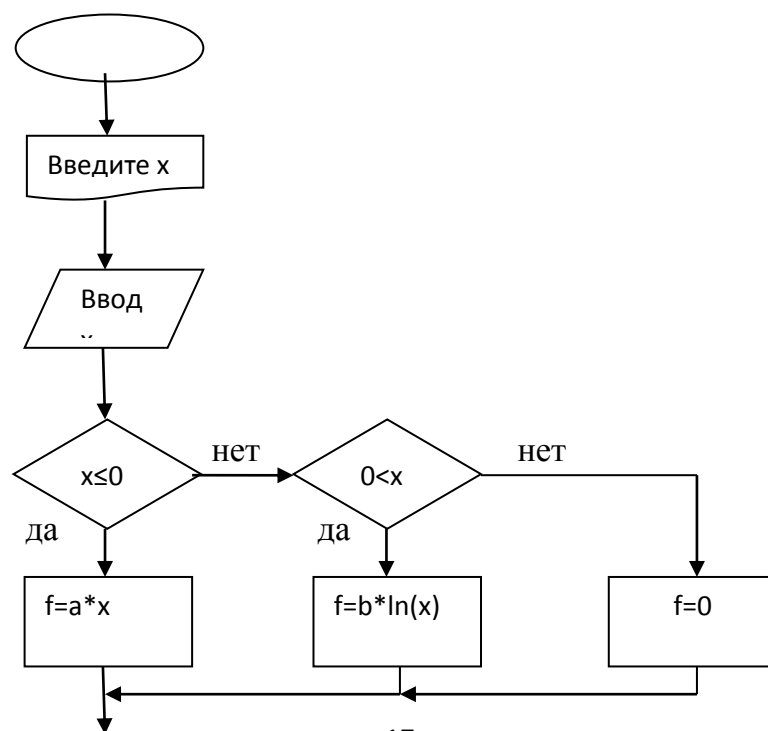 Введите x
Ввод
x≤0
нет
0<x
нет
да
да
f=a*x
f=b*ln(x)
f=0